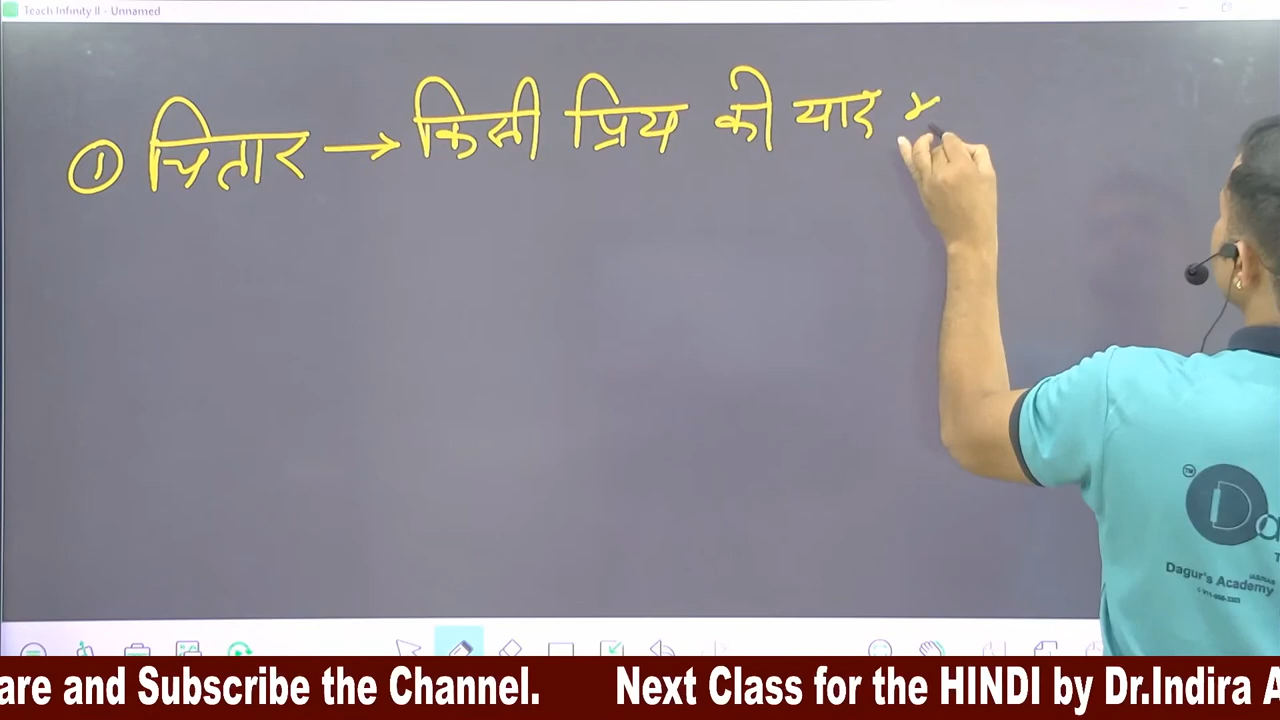 Teach Infinity II - Unnamed
① चितार → किसी प्रिय की याद
D
Dagur's Academy
are and Subscribe the Channel. Next Class for the HINDI by Dr.Indira A